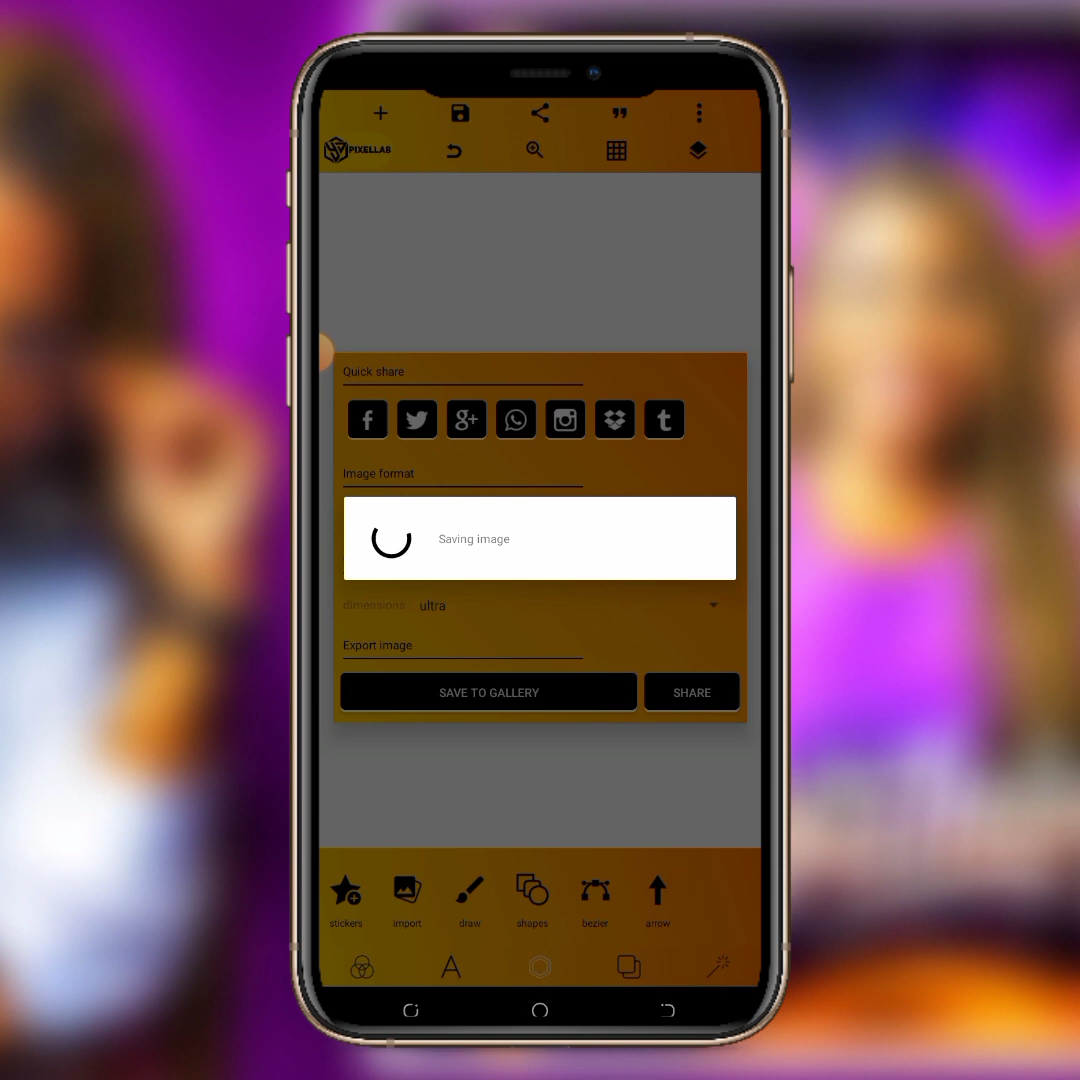 PIXELLAB
Quick share
f g+ t
Image format
Saving image
dimensions ultra
Export image
SAVE TO GALLERY SHARE
stickers import draw shapes bezier arrow
A